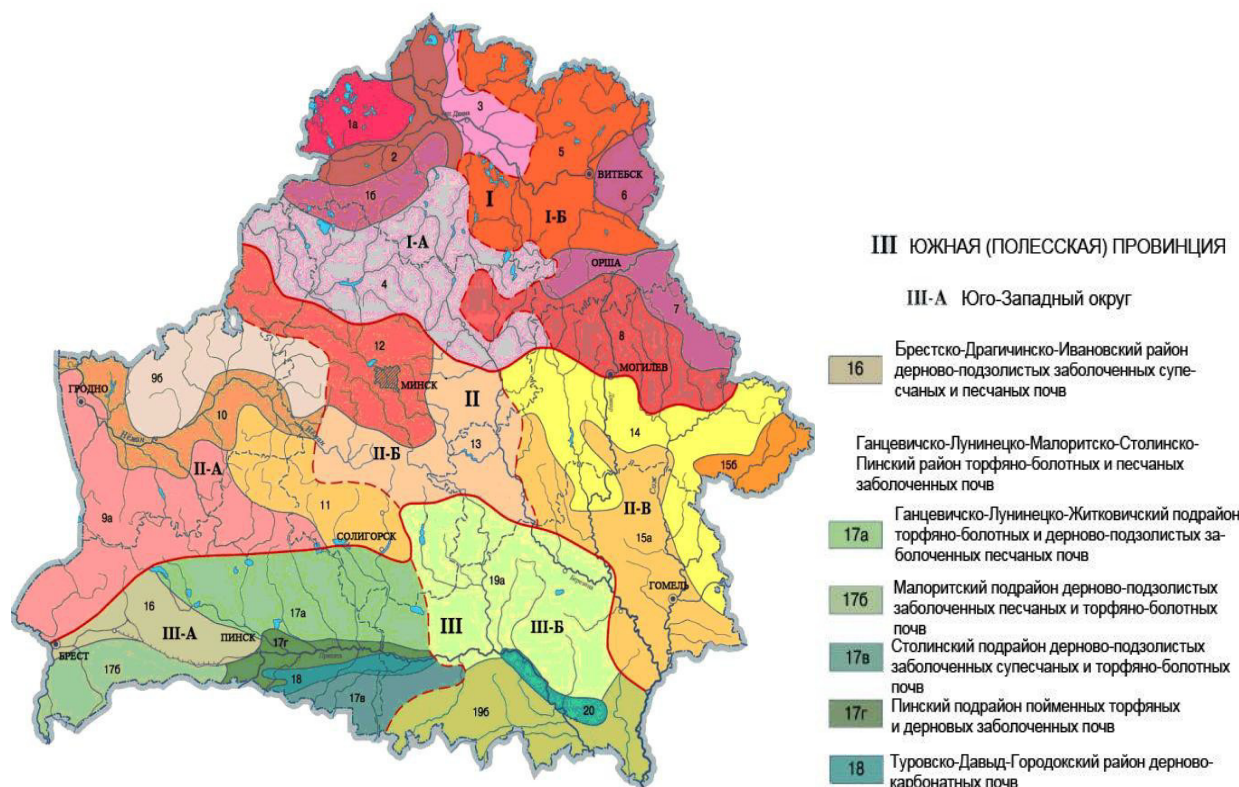 3
1а
5
2
ВИТЕБСК
6
1б
I
I-Б
I-А
ОРША
4
7
8
12
МОГИЛЕВ
9б
МИНСК
ГРОДНО
II
10
14
13
15б
II-А
II-Б
11
II-В
9а
15а
СОЛИГОРСК
19а
ГОМЕЛЬ
16
17а
III-А
III
III-Б
ПИНСК
17г
БРЕСТ
17б
18
17в
19б
20
III ЮЖНАЯ (ПОЛЕССКАЯ) ПРОВИНЦИЯ
III-А Юго-Западный округ
16 Брестско-Драгичинско-Ивановский район
дерново-подзолистых заболоченных супе-
счаных и песчаных почв
Ганцевичско-Лунинецко-Малоритско-Столинско-
Пинский район торфяно-болотных и песчаных
заболоченных почв
17а Ганцевичско-Лунинецко-Житковичский подрайон
торфяно-болотных и дерново-подзолистых за-
болоченных песчаных почв
17б Малоритский подрайон дерново-подзолистых
заболоченных песчаных и торфяно-болотных
почв
17в Столинский подрайон дерново-подзолистых
заболоченных супесчаных и торфяно-болотных
почв
17г Пинский подрайон пойменных торфяных
и дерновых заболоченных почв
18 Туровско-Давыд-Городокский район дерново-
карбонатных почв